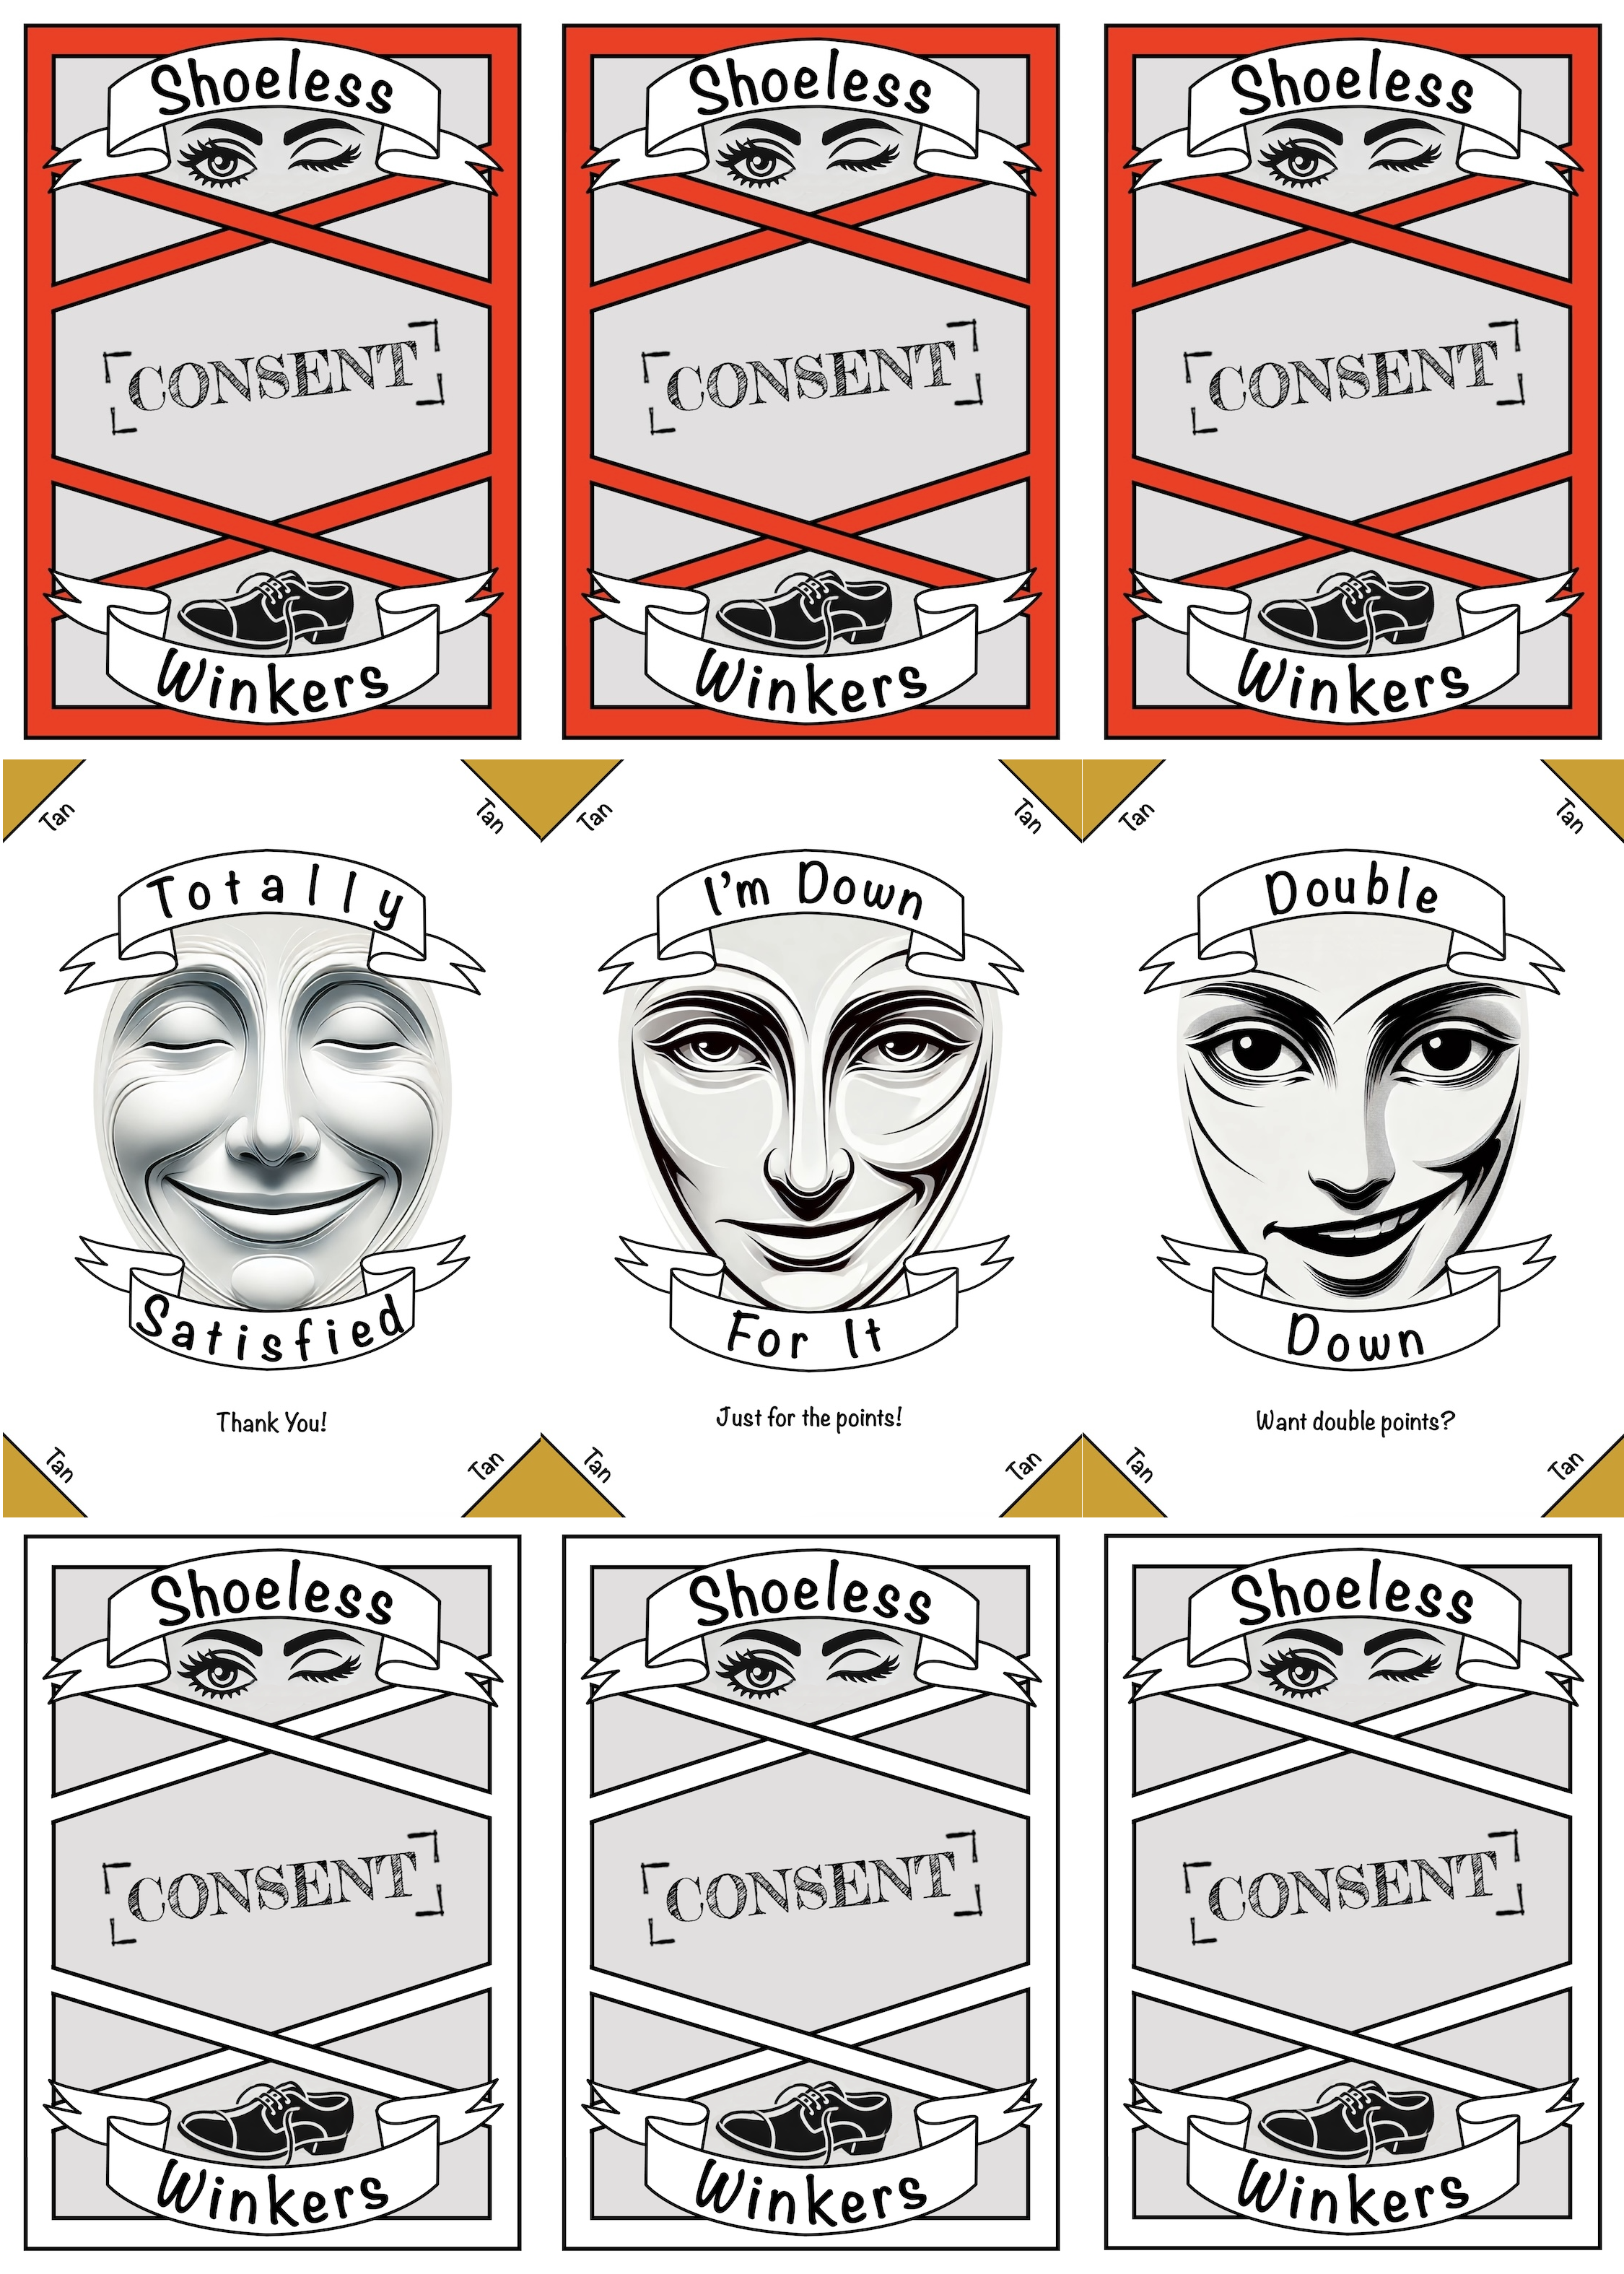 Shoeless
CONSENT
Winkers
Shoeless
CONSENT
Winkers
Shoeless
CONSENT
Winkers
Tan
Tan
Totally
Satisfied
Thank You!
Tan
Tan
Tan
Tan
I'm Down
For It
Just for the points!
Tan
Tan
Tan
Tan
Double
Down
Want double points?
Tan
Tan
Shoeless
CONSENT
Winkers
Shoeless
CONSENT
Winkers
Shoeless
CONSENT
Winkers